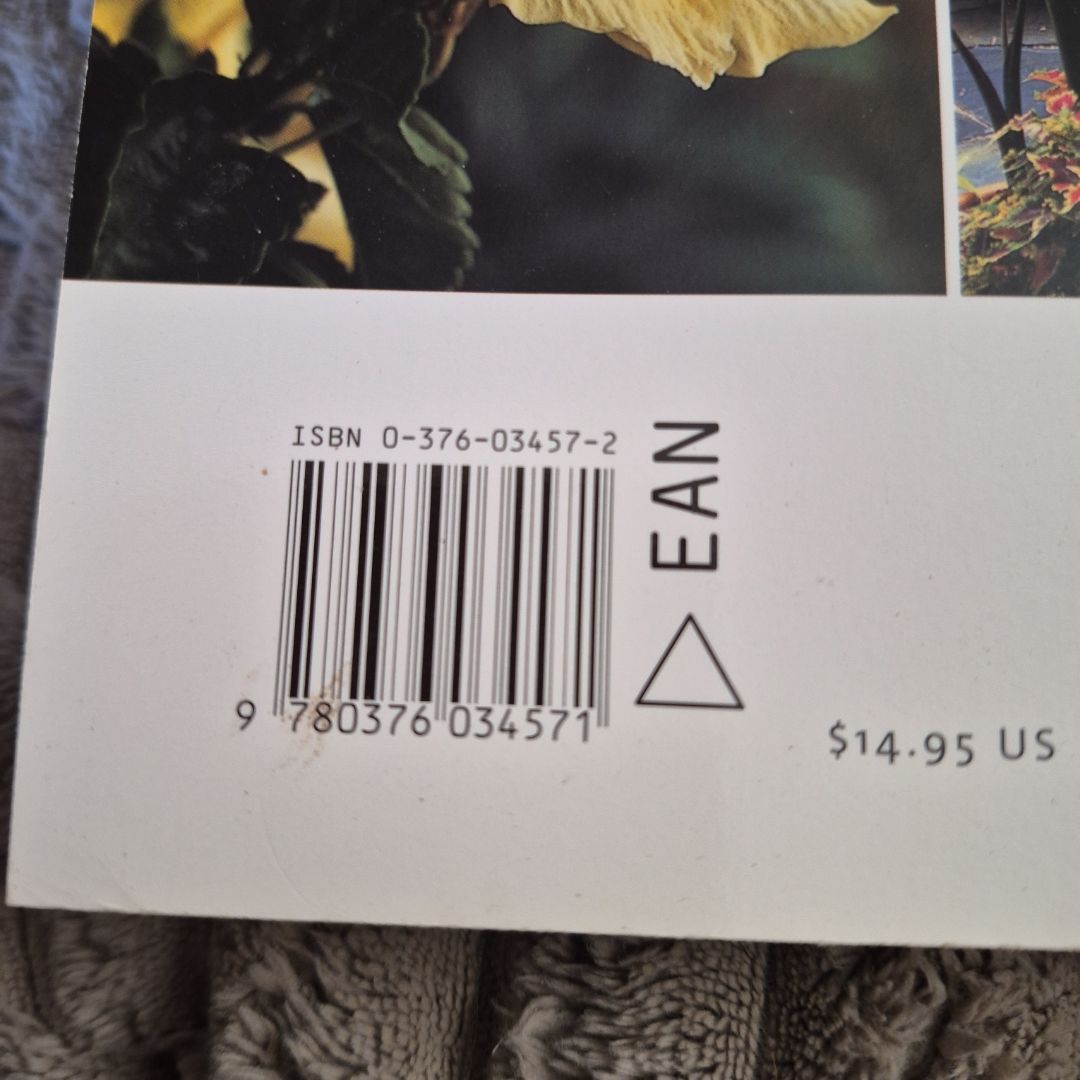 ISBN 0-376-03457-2
EAN
9 780376 034571
$14.95 US